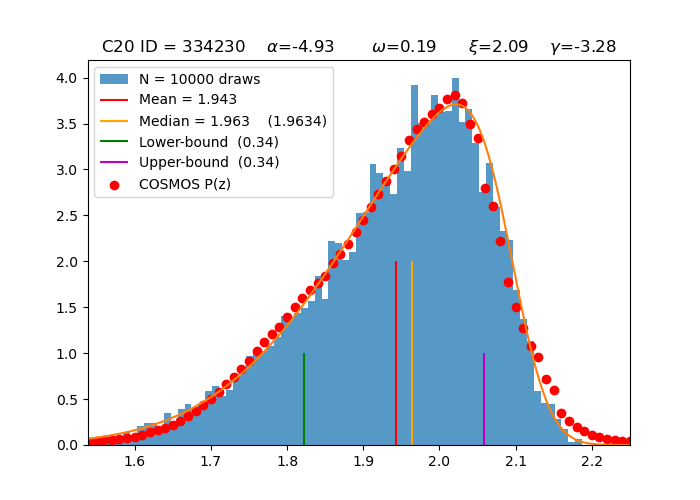 C20 ID = 334230 α=-4.93 ω=0.19 ξ=2.09 γ=-3.28
N = 10000 draws
Mean = 1.943
Median = 1.963 (1.9634)
Lower-bound (0.34)
Upper-bound (0.34)
COSMOS P(z)
4.0
3.5
3.0
2.5
2.0
1.5
1.0
0.5
0.0
1.6 1.7 1.8 1.9 2.0 2.1 2.2